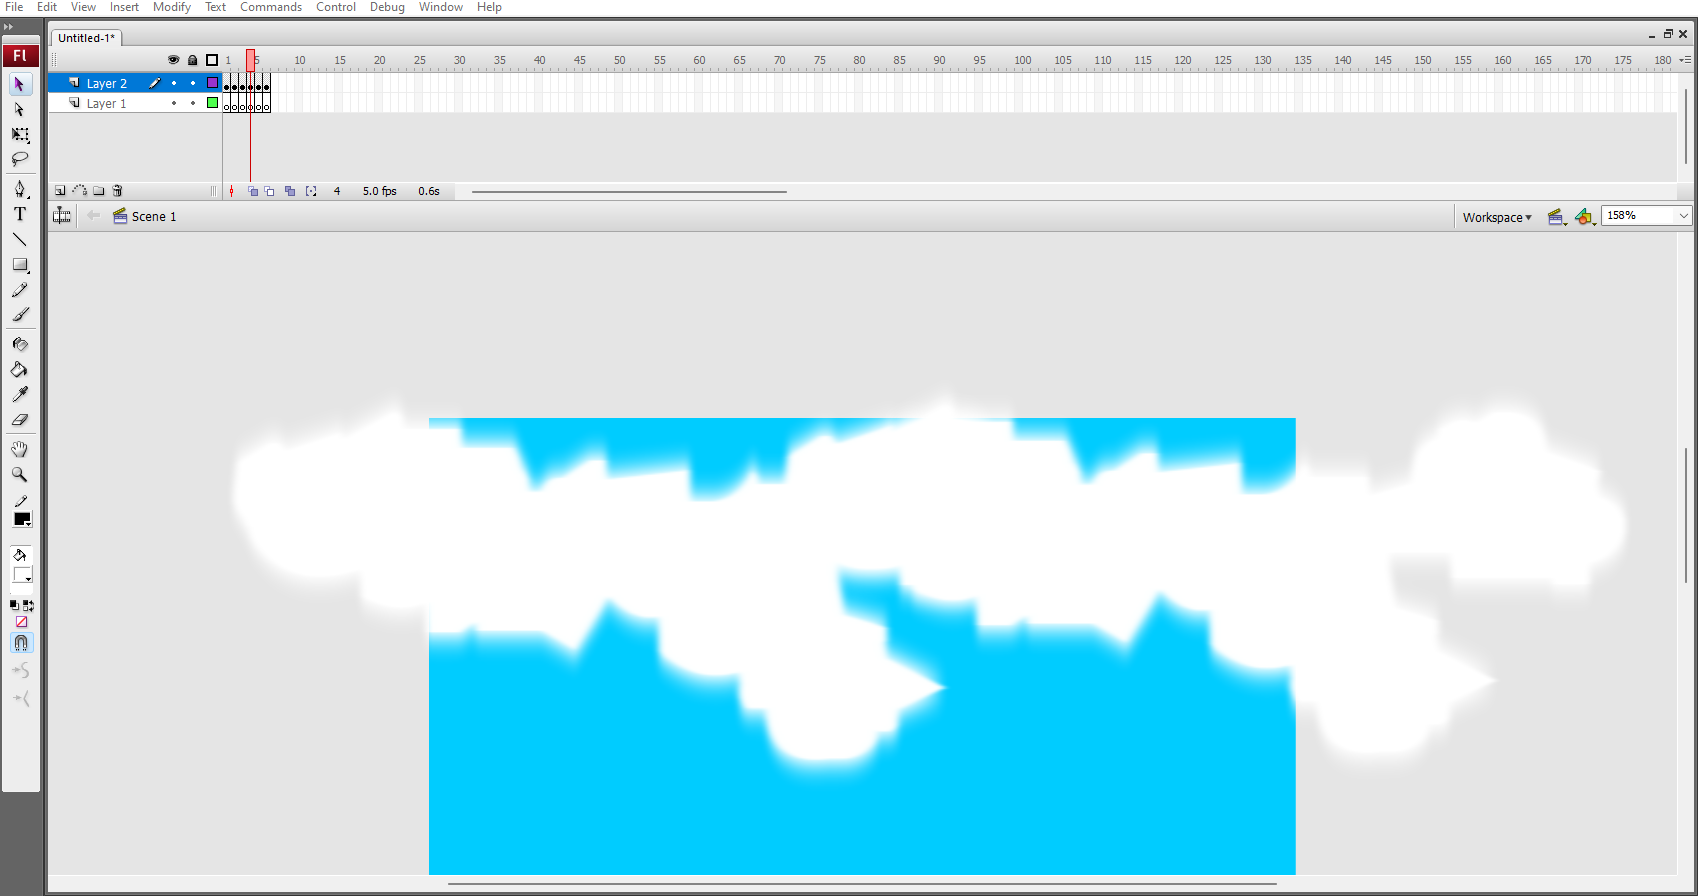 File Edit View Insert Modify Text Commands Control Debug Window Help
Untitled-1*
Fl
1 5 10 15 20 25 30 35 40 45 50 55 60 65 70 75 80 85 90 95 100 105 110 115 120 125 130 135 140 145 150 155 160 165 170 175 180
Layer 2
Layer 1
4 5.0 fps 0.6s
Scene 1 Workspace 158%
T